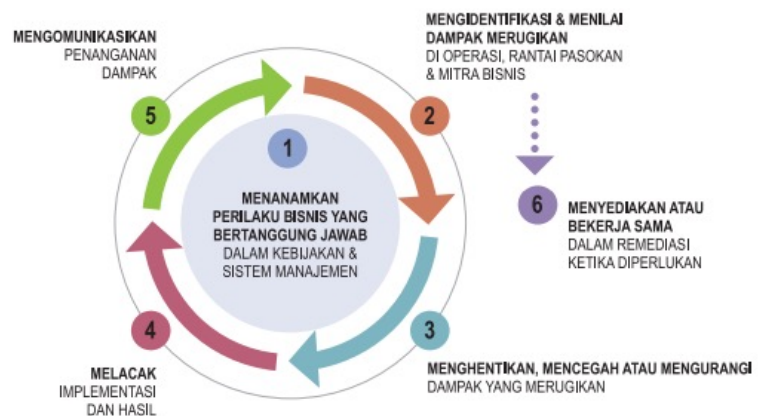 1
MENANAMKAN
PERILAKU BISNIS YANG
BERTANGGUNG JAWAB
DALAM KEBIJAKAN &
SISTEM MANAJEMEN
2
MENGIDENTIFIKASI & MENILAI
DAMPAK MERUGIKAN
DI OPERASI, RANTAI PASOKAN
& MITRA BISNIS
3
MENGHENTIKAN, MENCEGAH ATAU MENGURANGI
DAMPAK YANG MERUGIKAN
4
MELACAK
IMPLEMENTASI
DAN HASIL
5
MENGOMUNIKASIKAN
PENANGANAN
DAMPAK
6
MENYEDIAKAN ATAU
BEKERJA SAMA
DALAM REMEDIASI
KETIKA DIPERLUKAN